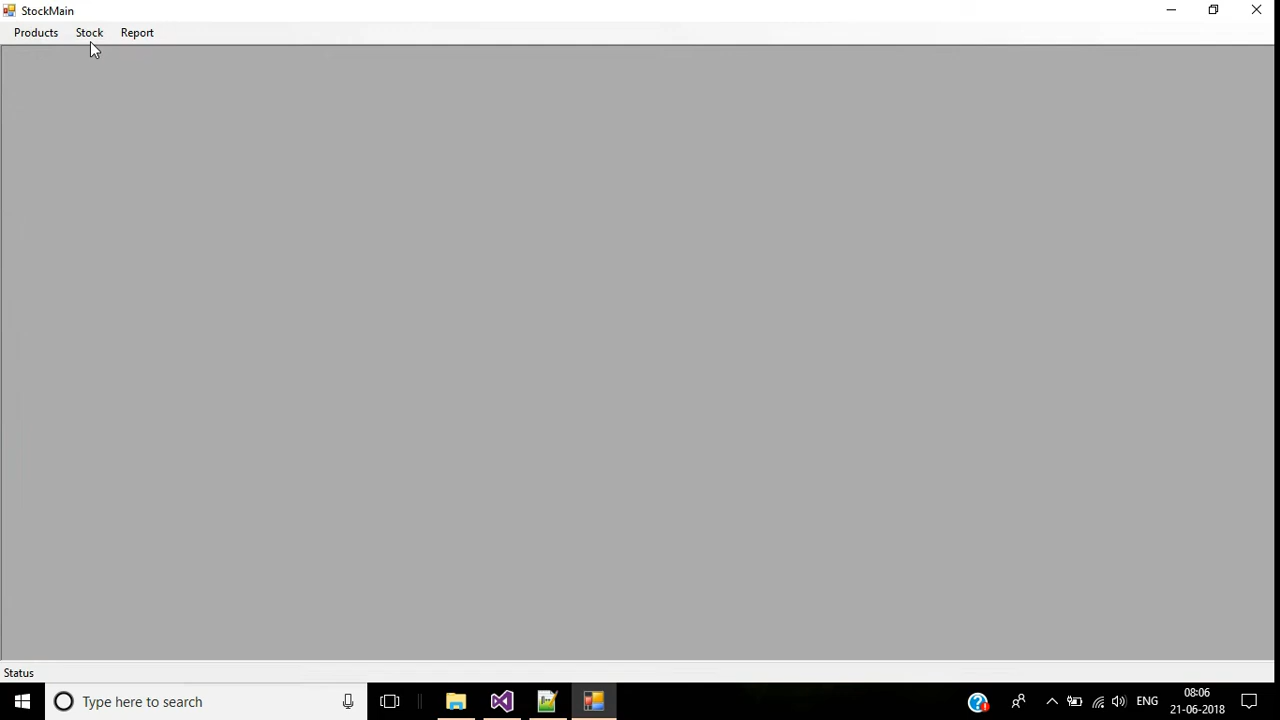 StockMain
Products Stock Report
Status
Type here to search
ENG
08:06
21-06-2018